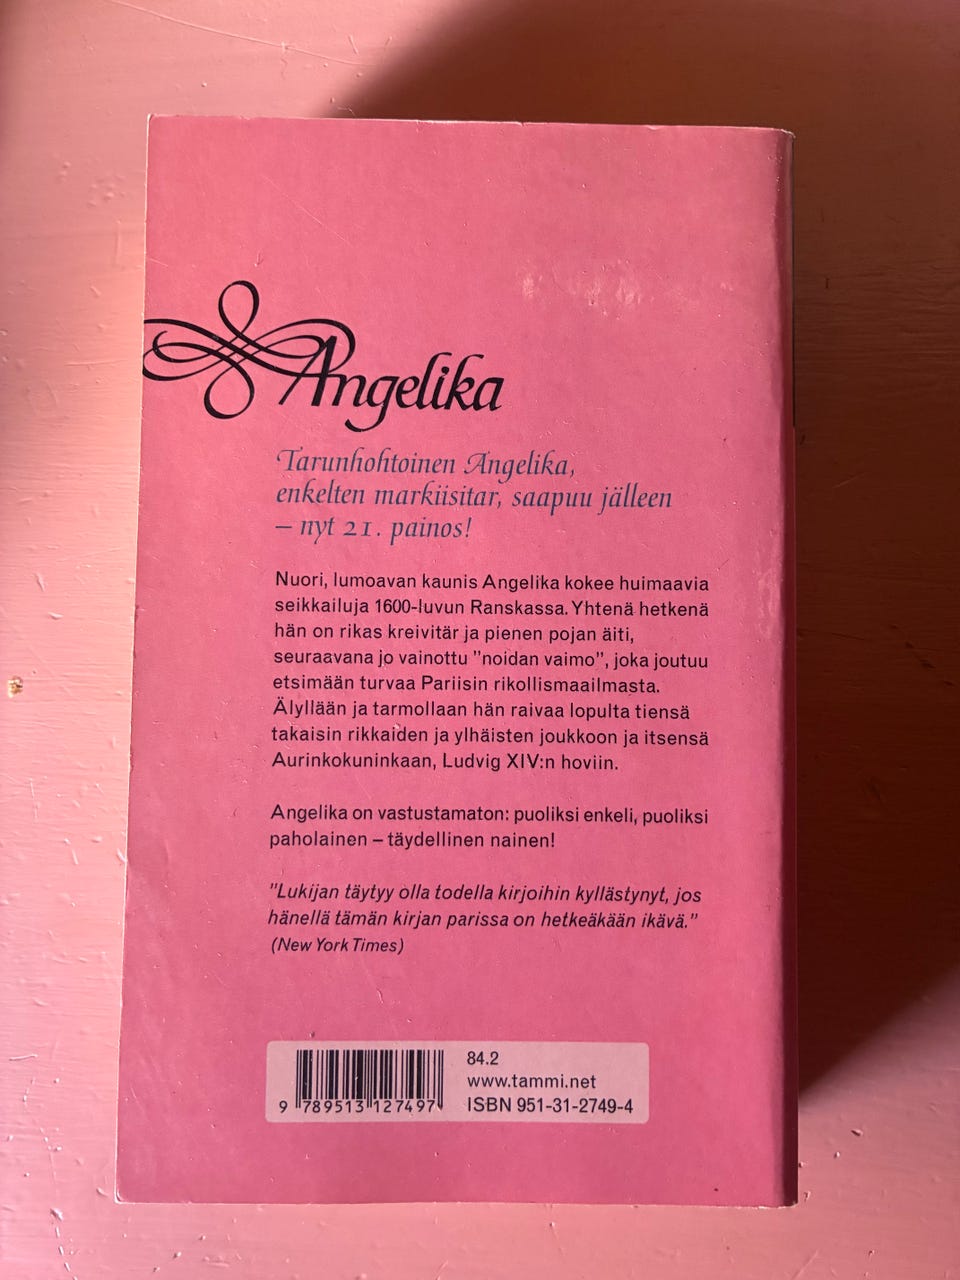 Angelika
Tarunhohtoinen Angelika,
enkelten markiisitar, saapuu jälleen
– nyt 21. painos!
Nuori, lumoavan kaunis Angelika kokee huimaavia
seikkailuja 1600-luvun Ranskassa. Yhtenä hetkenä
hän on rikas kreivitär ja pienen pojan äiti,
seuraavana jo vainottu ”noidan vaimo”, joka joutuu
etsimään turvaa Pariisin rikollismaailmasta.
Älyllään ja tarmollaan hän raivaa lopulta tiensä
takaisin rikkaiden ja ylhäisten joukkoon ja itsensä
Aurinkokuninkaan, Ludvig XIV:n hoviin.
Angelika on vastustamaton: puoliksi enkeli, puoliksi
paholainen – täydellinen nainen!
”Lukijan täytyy olla todella kirjoihin kyllästynyt, jos
hänellä tämän kirjan parissa on hetkeäkään ikävä.”
(New York Times)
84.2
www.tammi.net
ISBN 951-31-2749-4
9 789513 127497